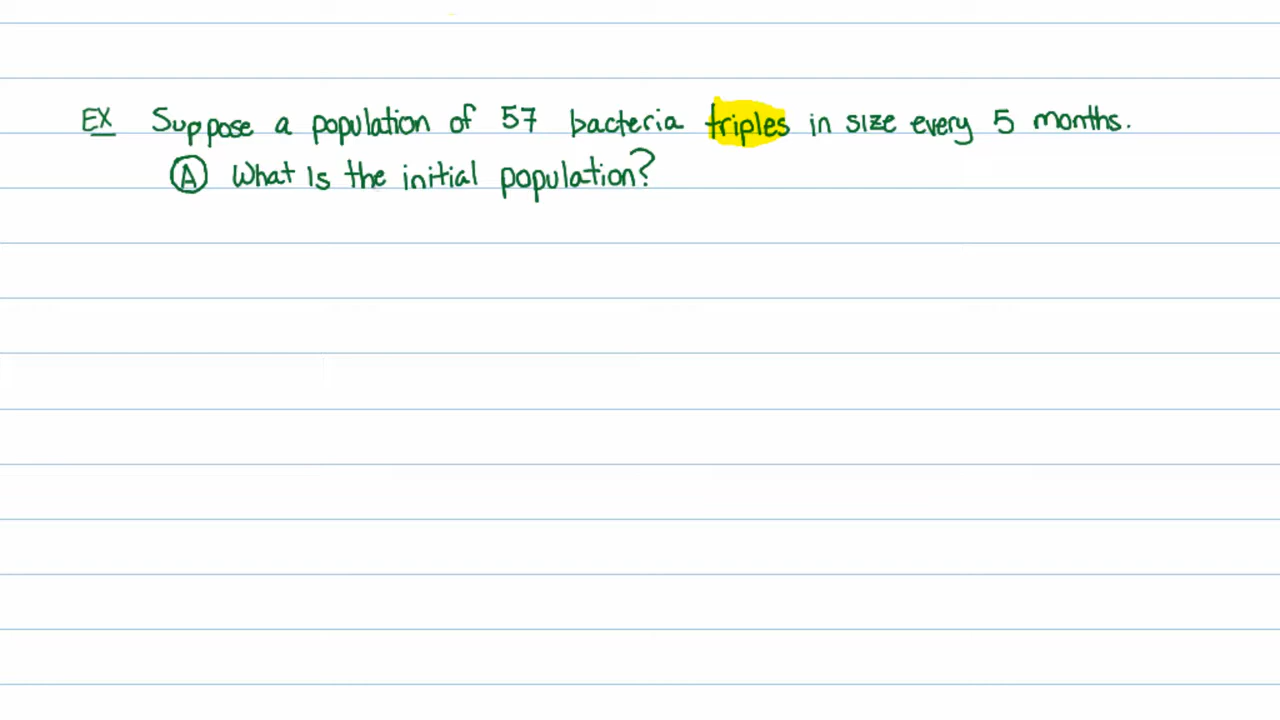 EX Suppose a population of 57 bacteria triples in size every 5 months.
Ⓐ What Is the initial population?